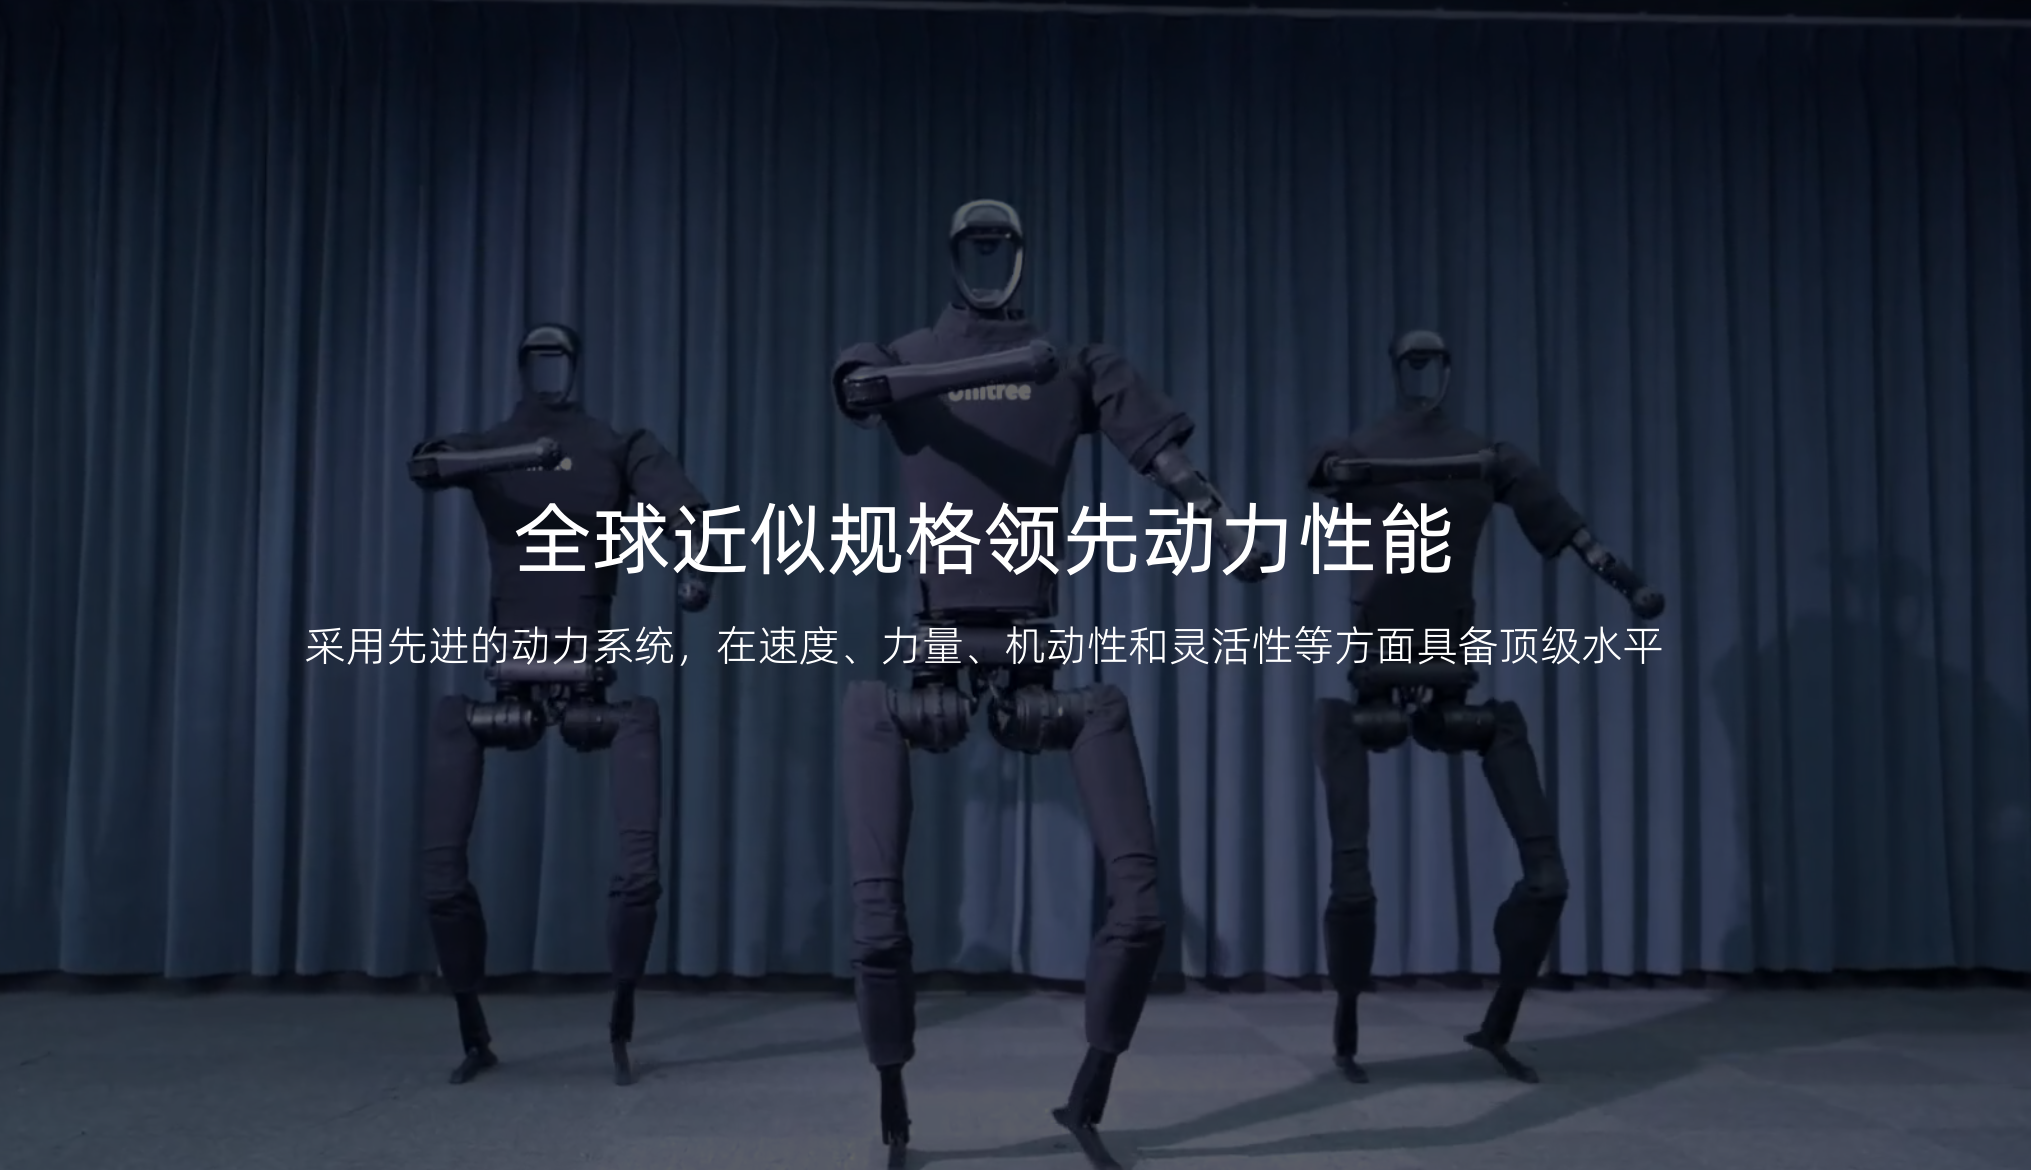 Unitree
全球近似规格领先动力性能
采用先进的动力系统，在速度、力量、机动性和灵活性等方面具备顶级水平